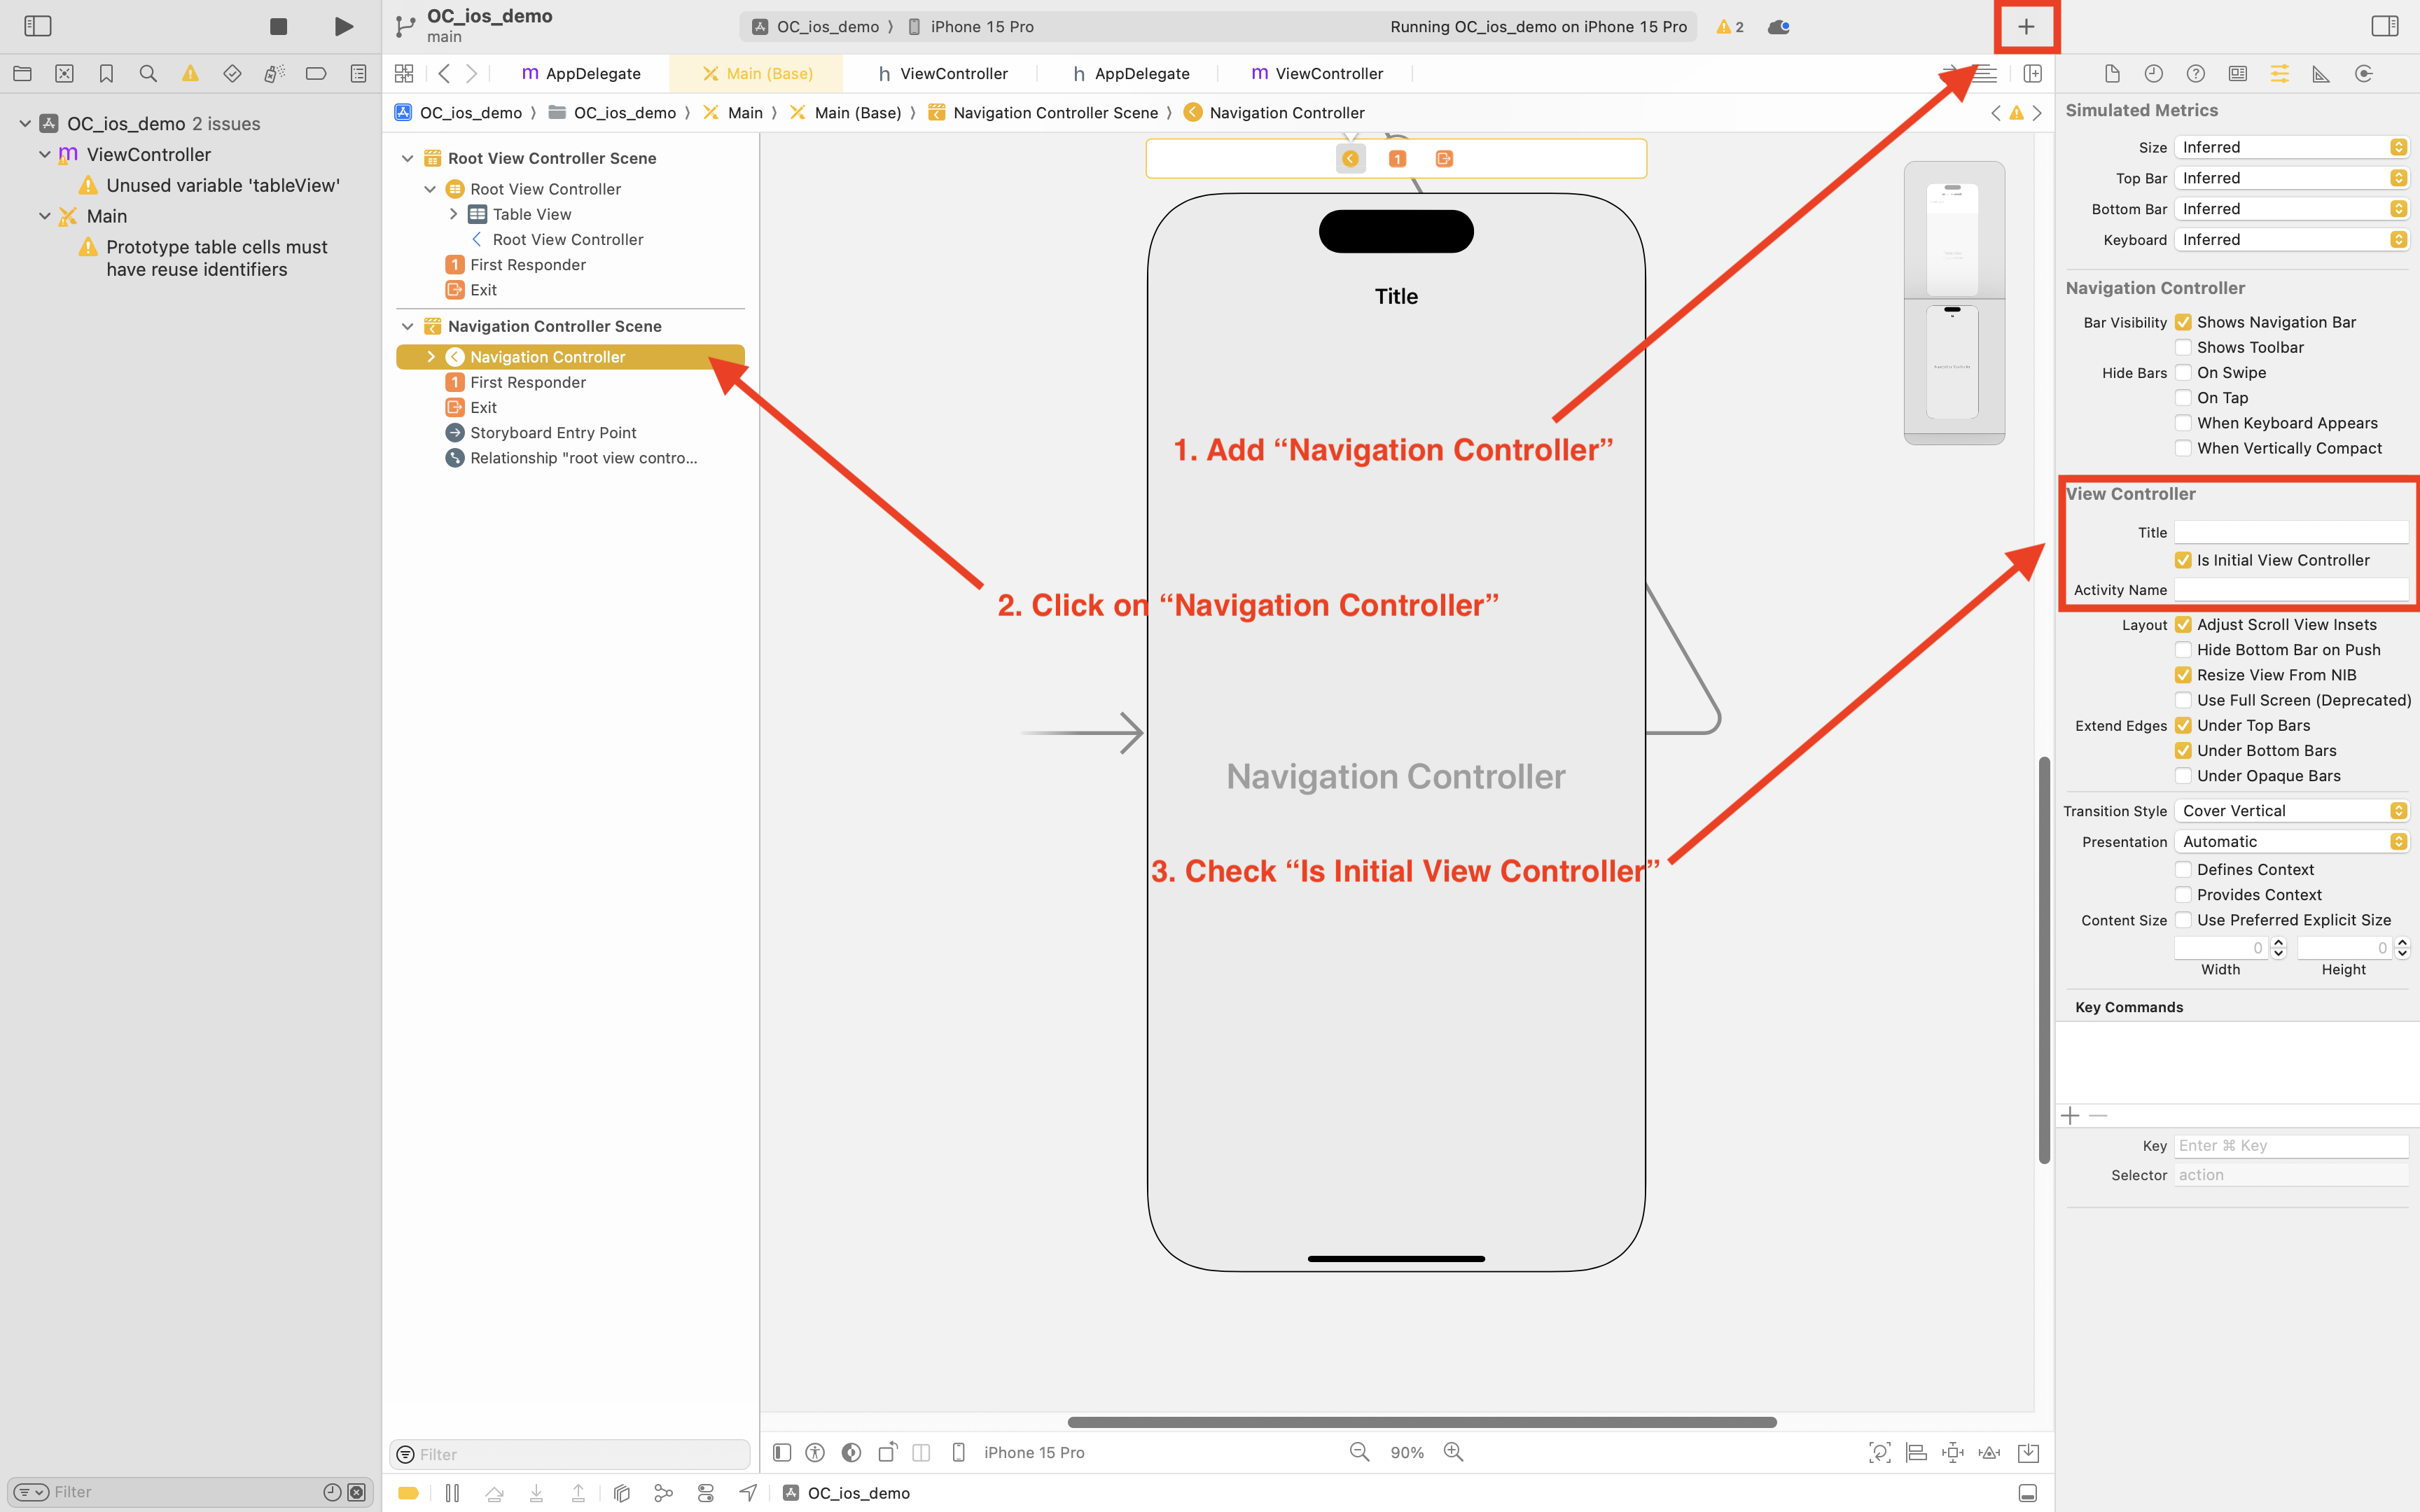 OC_ios_demo
main
OC_ios_demo
iPhone 15 Pro
Running OC_ios_demo on iPhone 15 Pro
2
AppDelegate
Main (Base)
ViewController
AppDelegate
ViewController
OC_ios_demo
OC_ios_demo
Main
Main (Base)
Navigation Controller Scene
Navigation Controller
OC_ios_demo 2 issues
ViewController
Unused variable 'tableView'
Main
Prototype table cells must
have reuse identifiers
Filter
Root View Controller Scene
Root View Controller
Table View
Root View Controller
First Responder
Exit
Navigation Controller Scene
Navigation Controller
First Responder
Exit
Storyboard Entry Point
Relationship "root view contro...
Filter
Title
1. Add “Navigation Controller”
2. Click on “Navigation Controller”
Navigation Controller
3. Check “Is Initial View Controller”
iPhone 15 Pro
90%
OC_ios_demo
Simulated Metrics
Size Inferred
Top Bar Inferred
Bottom Bar Inferred
Keyboard Inferred
Navigation Controller
Bar Visibility Shows Navigation Bar
Shows Toolbar
Hide Bars On Swipe
On Tap
When Keyboard Appears
When Vertically Compact
View Controller
Title
Is Initial View Controller
Activity Name
Layout Adjust Scroll View Insets
Hide Bottom Bar on Push
Resize View From NIB
Use Full Screen (Deprecated)
Extend Edges Under Top Bars
Under Bottom Bars
Under Opaque Bars
Transition Style Cover Vertical
Presentation Automatic
Defines Context
Provides Context
Content Size Use Preferred Explicit Size
0 0
Width Height
Key Commands
Key Enter ⌘ Key
Selector action